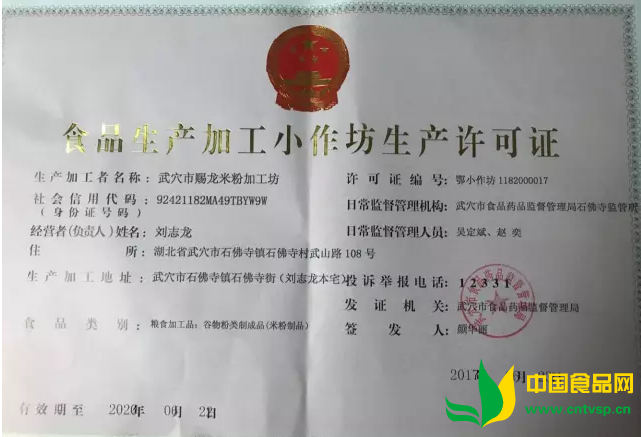 食品生产加工小作坊生产许可证
生产加工者名称: 武穴市赐龙米粉加工坊
许可证编号: 鄂小作坊1182000017
社会信用代码: 92421182MA49TBYW9W
(身份证号码)
日常监督管理机构: 武穴市食品药品监督管理局石佛寺监管所
经营者(负责人)姓名: 刘志龙
日常监督管理人员: 吴定斌、赵奕
住所: 湖北省武穴市石佛寺镇石佛寺村武山路108号
生产加工地址: 武穴市石佛寺镇石佛寺街(刘志龙本宅)
投诉举报电话: 12331
发证机关: 武穴市食品药品监督管理局
食品类别: 粮食加工品: 谷物粉类制成品(米粉制品)
签发人: 颜华丽
2017
有效期至 2020年
中国食品网
www.cntvsp.cn